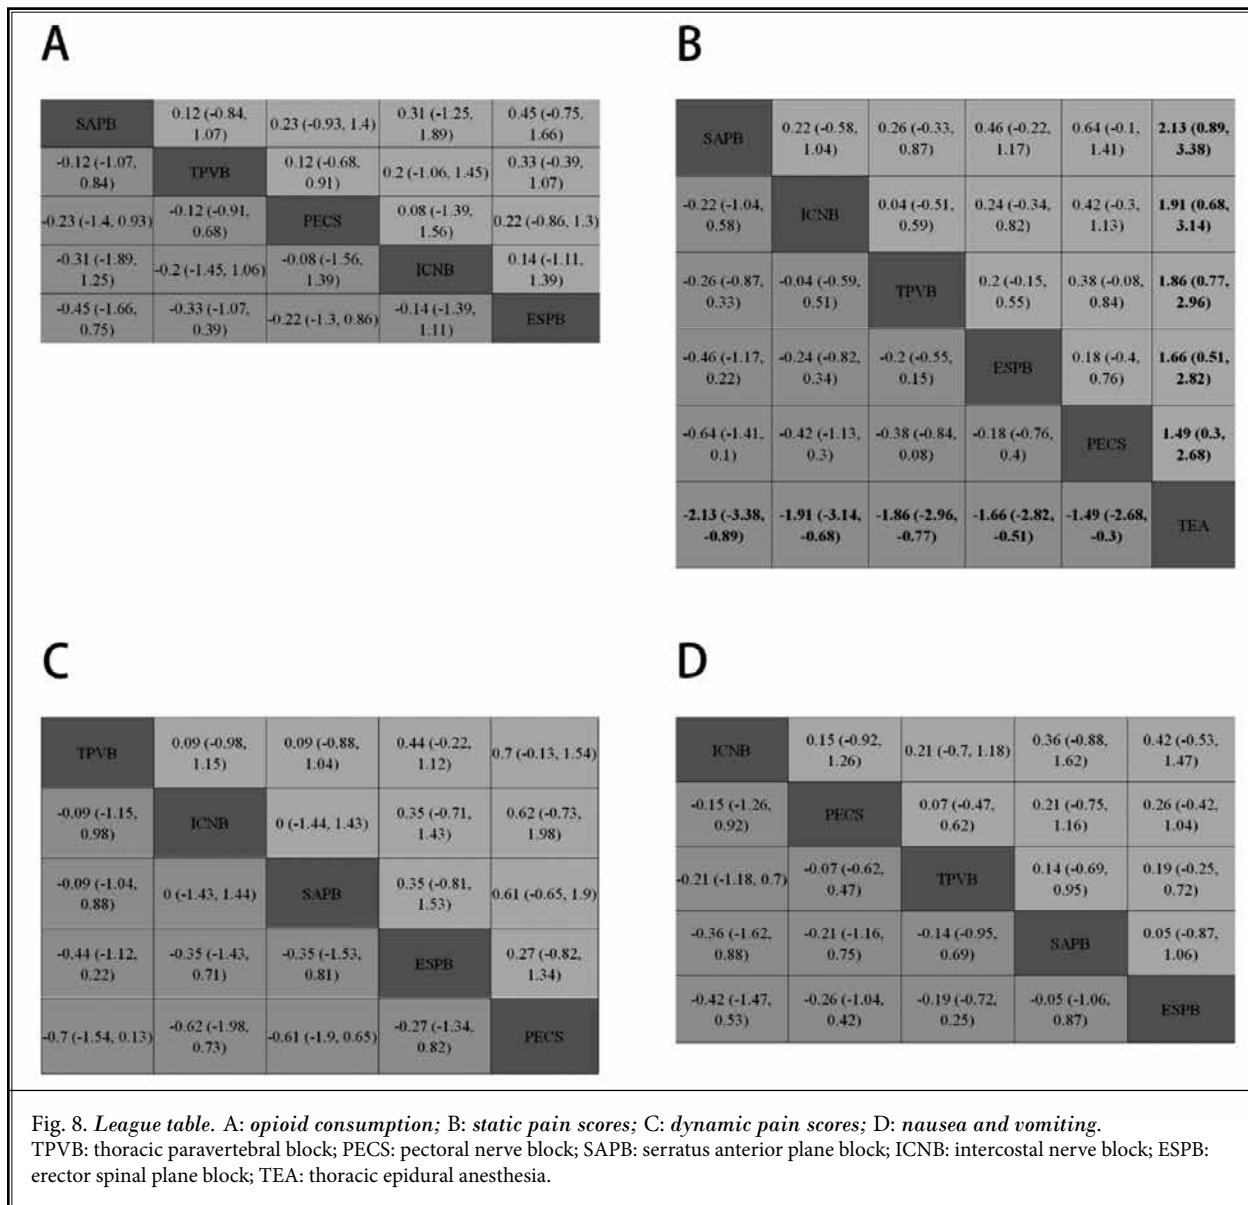 A
SAPB 0.12 (-0.84, 1.07) 0.23 (-0.93, 1.4) 0.31 (-1.25, 1.89) 0.45 (-0.75, 1.66)
-0.12 (-1.07, 0.84) TPVB 0.12 (-0.68, 0.91) 0.2 (-1.06, 1.45) 0.33 (-0.39, 1.07)
-0.23 (-1.4, 0.93) -0.12 (-0.91, 0.68) PECS 0.08 (-1.39, 1.56) 0.22 (-0.86, 1.3)
-0.31 (-1.89, 1.25) -0.2 (-1.45, 1.06) -0.08 (-1.56, 1.39) ICNB 0.14 (-1.11, 1.39)
-0.45 (-1.66, 0.75) -0.33 (-1.07, 0.39) -0.22 (-1.3, 0.86) -0.14 (-1.39, 1.11) ESPB
B
SAPB 0.22 (-0.58, 1.04) 0.26 (-0.33, 0.87) 0.46 (-0.22, 1.17) 0.64 (-0.1, 1.41) 2.13 (0.89, 3.38)
-0.22 (-1.04, 0.58) ICNB 0.04 (-0.51, 0.59) 0.24 (-0.34, 0.82) 0.42 (-0.3, 1.13) 1.91 (0.68, 3.14)
-0.26 (-0.87, 0.33) -0.04 (-0.59, 0.51) TPVB 0.2 (-0.15, 0.55) 0.38 (-0.08, 0.84) 1.86 (0.77, 2.96)
-0.46 (-1.17, 0.22) -0.24 (-0.82, 0.34) -0.2 (-0.55, 0.15) ESPB 0.18 (-0.4, 0.76) 1.66 (0.51, 2.82)
-0.64 (-1.41, 0.1) -0.42 (-1.13, 0.3) -0.38 (-0.84, 0.08) -0.18 (-0.76, 0.4) PECS 1.49 (0.3, 2.68)
-2.13 (-3.38, -0.89) -1.91 (-3.14, -0.68) -1.86 (-2.96, -0.77) -1.66 (-2.82, -0.51) -1.49 (-2.68, -0.3) TEA
C
TPVB 0.09 (-0.98, 1.15) 0.09 (-0.88, 1.04) 0.44 (-0.22, 1.12) 0.7 (-0.13, 1.54)
-0.09 (-1.15, 0.98) ICNB 0 (-1.44, 1.43) 0.35 (-0.71, 1.43) 0.62 (-0.73, 1.98)
-0.09 (-1.04, 0.88) 0 (-1.43, 1.44) SAPB 0.35 (-0.81, 1.53) 0.61 (-0.65, 1.9)
-0.44 (-1.12, 0.22) -0.35 (-1.43, 0.71) -0.35 (-1.53, 0.81) ESPB 0.27 (-0.82, 1.34)
-0.7 (-1.54, 0.13) -0.62 (-1.98, 0.73) -0.61 (-1.9, 0.65) -0.27 (-1.34, 0.82) PECS
D
ICNB 0.15 (-0.92, 1.26) 0.21 (-0.7, 1.18) 0.36 (-0.88, 1.62) 0.42 (-0.53, 1.47)
-0.15 (-1.26, 0.92) PECS 0.07 (-0.47, 0.62) 0.21 (-0.75, 1.16) 0.26 (-0.42, 1.04)
-0.21 (-1.18, 0.7) -0.07 (-0.62, 0.47) TPVB 0.14 (-0.69, 0.95) 0.19 (-0.25, 0.72)
-0.36 (-1.62, 0.88) -0.21 (-1.16, 0.75) -0.14 (-0.95, 0.69) SAPB 0.05 (-0.87, 1.06)
-0.42 (-1.47, 0.53) -0.26 (-1.04, 0.42) -0.19 (-0.72, 0.25) -0.05 (-1.06, 0.87) ESPB
Fig. 8. League table. A: opioid consumption; B: static pain scores; C: dynamic pain scores; D: nausea and vomiting.
TPVB: thoracic paravertebral block; PECS: pectoral nerve block; SAPB: serratus anterior plane block; ICNB: intercostal nerve block; ESPB:
erector spinal plane block; TEA: thoracic epidural anesthesia.